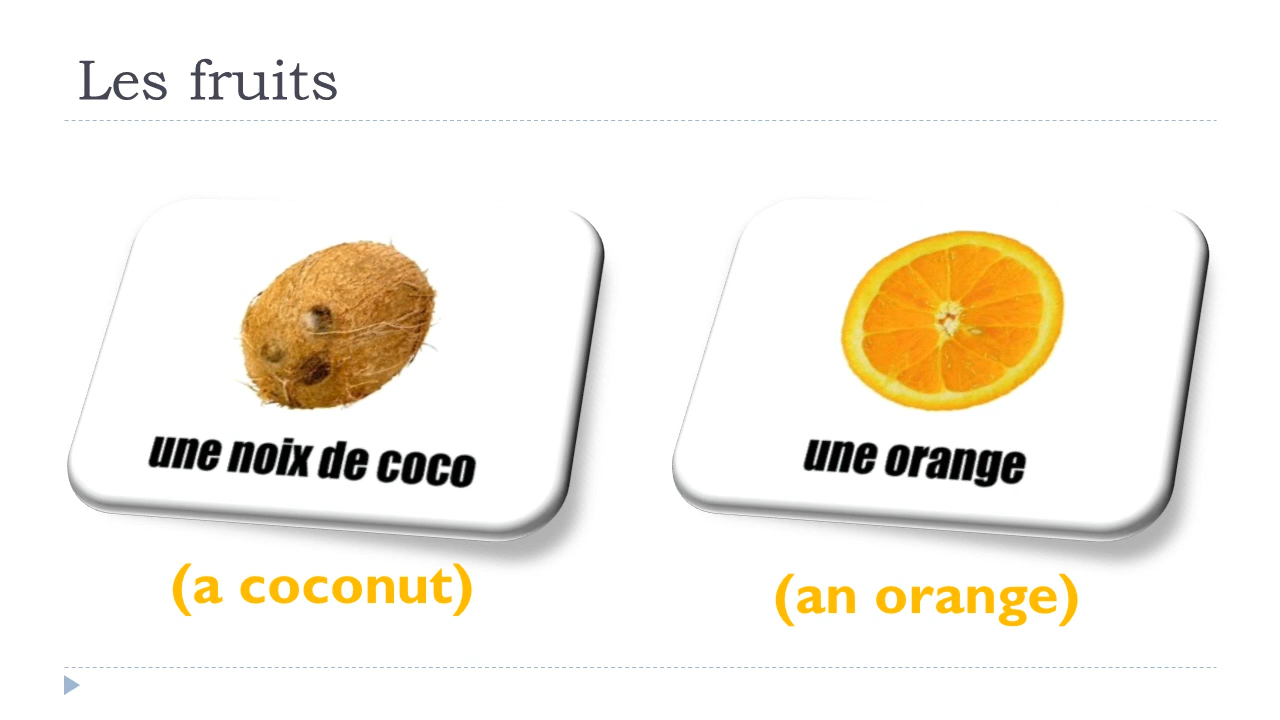 Les fruits
une noix de coco
une orange
(a coconut)
(an orange)